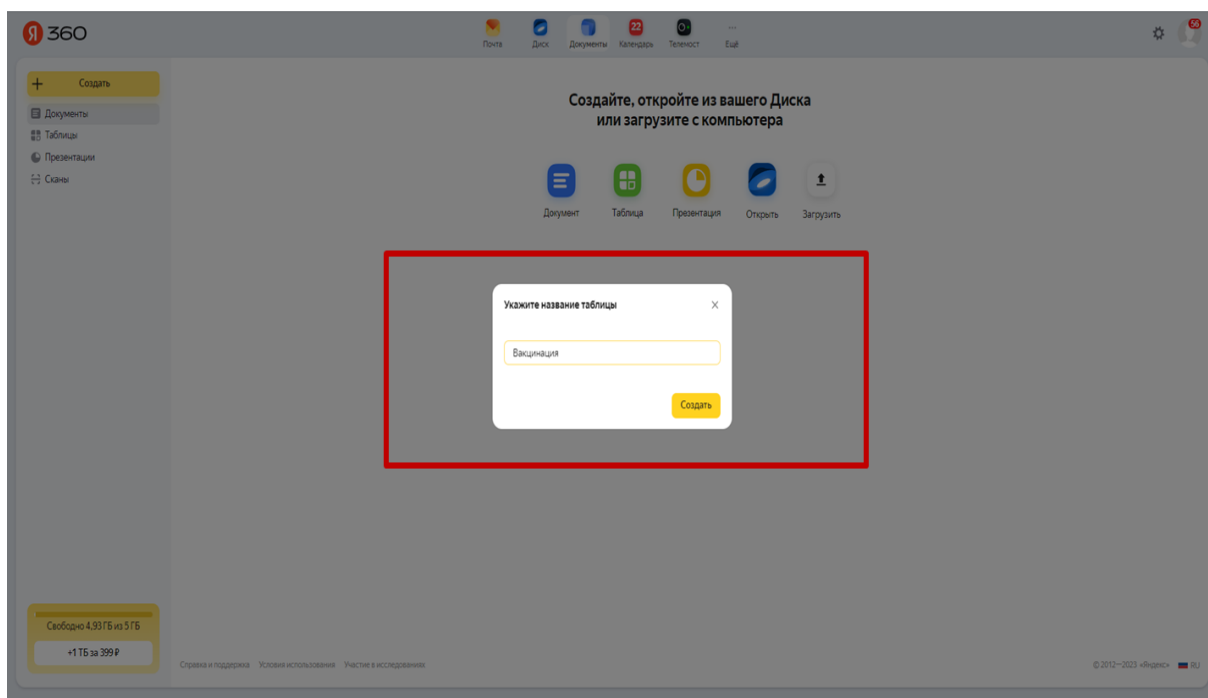 Я 360
56
Почта
Диск
Документы
22
Календарь
Телемост
Ещё
+ Создать
Документы
Таблицы
Презентации
Сканы
Создайте, откройте из вашего Диска
или загрузите с компьютера
Документ
Таблица
Презентация
Открыть
Загрузить
Укажите название таблицы
Вакцинация
Создать
Свободно 4,93 ГБ из 5 ГБ
+1 ТБ за 399 ₽
Справка и поддержка Условия использования Участие в исследованиях
© 2012—2023 «Яндекс» RU